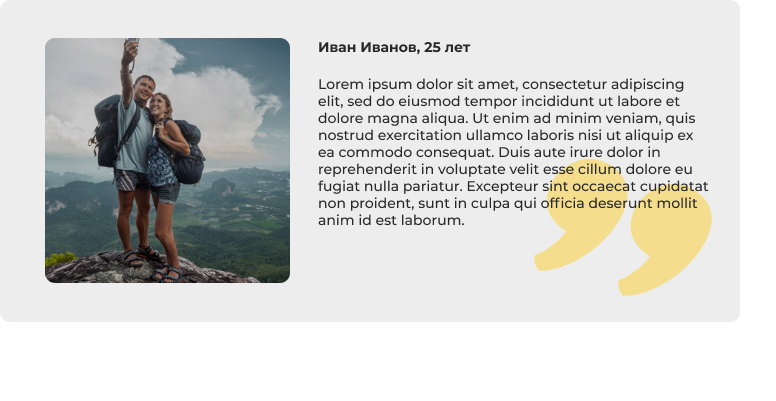 Иван Иванов, 25 лет
Lorem ipsum dolor sit amet, consectetur adipiscing
elit, sed do eiusmod tempor incididunt ut labore et
dolore magna aliqua. Ut enim ad minim veniam, quis
nostrud exercitation ullamco laboris nisi ut aliquip ex
ea commodo consequat. Duis aute irure dolor in
reprehenderit in voluptate velit esse cillum dolore eu
fugiat nulla pariatur. Excepteur sint occaecat cupidatat
non proident, sunt in culpa qui officia deserunt mollit
anim id est laborum.